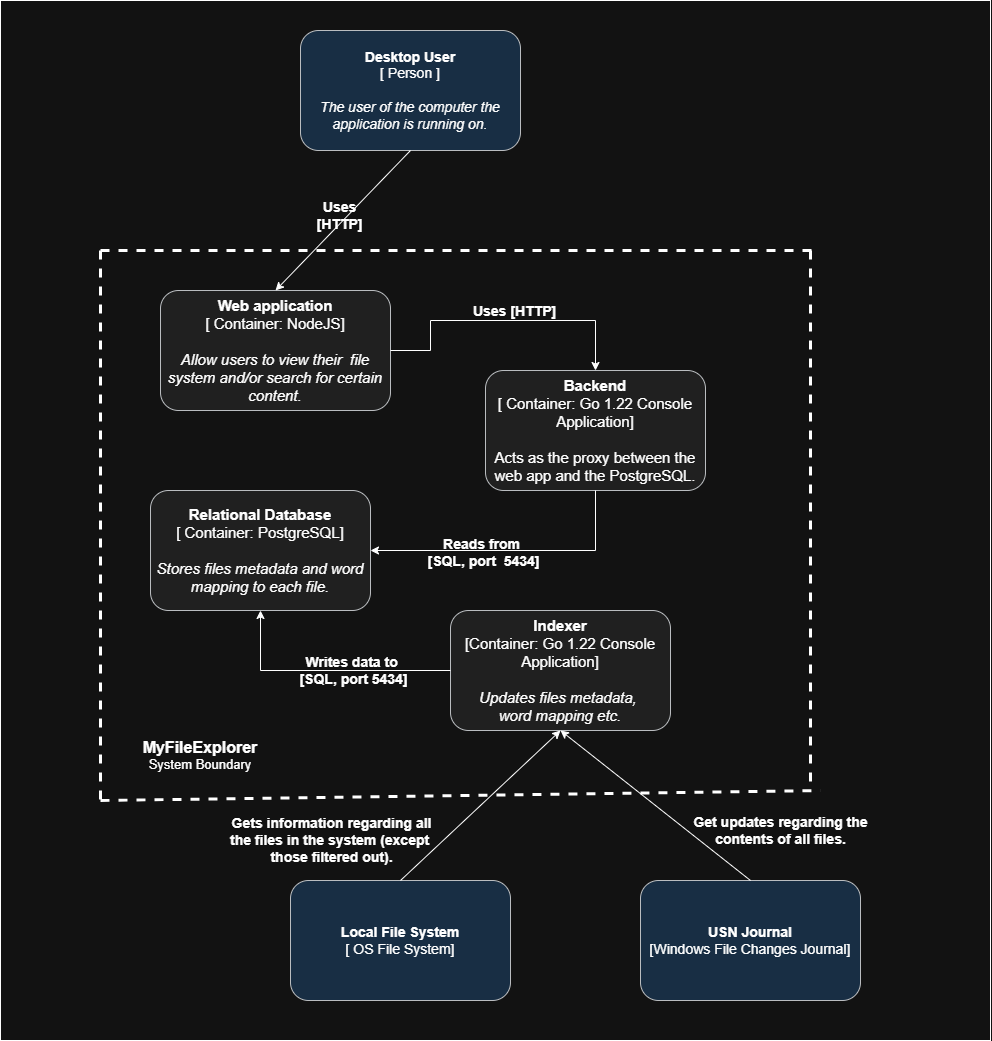 Desktop User
[ Person ]
The user of the computer the
application is running on.
Uses
[HTTP]
Web application
[ Container: NodeJS]
Allow users to view their  file
system and/or search for certain
content.
Uses [HTTP]
Backend
[ Container: Go 1.22 Console
Application]
Acts as the proxy between the
web app and the PostgreSQL.
Relational Database
[ Container: PostgreSQL]
Stores files metadata and word
mapping to each file.
Reads from
[SQL, port  5434]
Indexer
[Container: Go 1.22 Console
Application]
Updates files metadata,
word mapping etc.
Writes data to
[SQL, port 5434]
MyFileExplorer
System Boundary
Gets information regarding all
the files in the system (except
those filtered out).
Get updates regarding the
contents of all files.
Local File System
[ OS File System]
USN Journal
[Windows File Changes Journal]